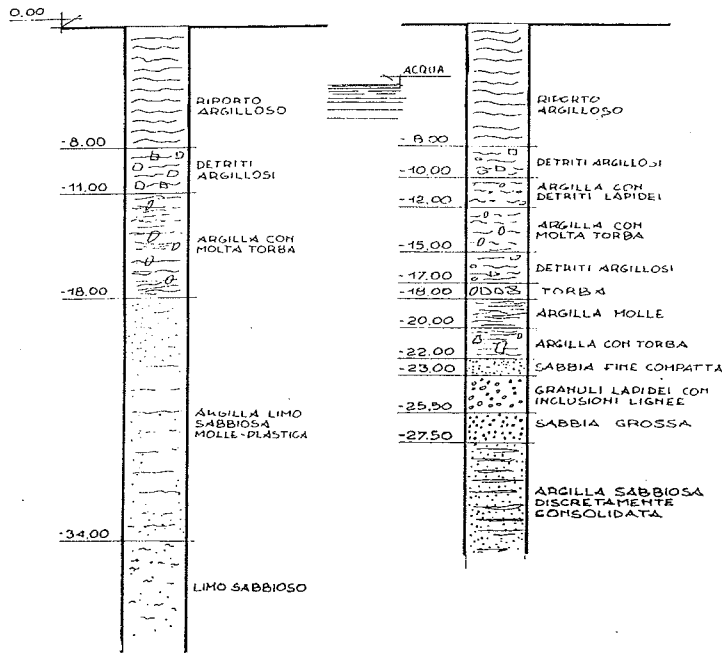 0.00
RIPORTO
ARGILLOSO
-8.00
DETRITI
ARGILLOSI
-11,00
ARGILLA CON
MOLTA TORBA
-18.00
ARGILLA LIMO
SABBIOSA
MOLLE-PLASTICA
-34,00
LIMO SABBIOSO
ACQUA
RIPORTO
ARGILLOSO
-8.00
DETRITI ARGILLOSI
-10,00
ARGILLA CON
DETRITI LAPIDEI
-12,00
ARGILLA CON
MOLTA TORBA
-15.00
DETRITI ARGILLOSI
-17.00
-18.00
TORBA
ARGILLA MOLLE
-20.00
ARGILLA CON TORBA
-22.00
SABBIA FINE COMPATTA
-23,00
GRANULI LAPIDEI CON
INCLUSIONI LIGNEE
-25,50
SABBIA GROSSA
-27.50
ARGILLA SABBIOSA
DISCRETAMENTE
CONSOLIDATA